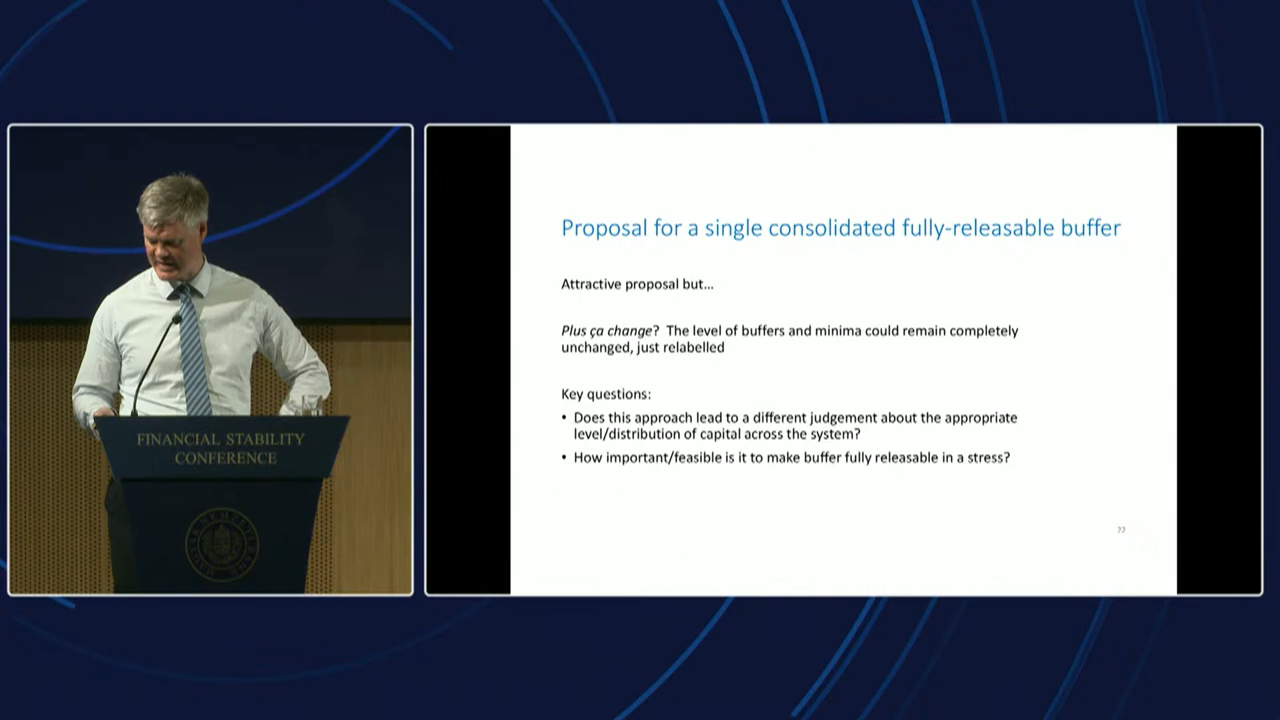 FINANCIAL STABILITY
CONFERENCE
MAGYAR NEMZETI BANK
Proposal for a single consolidated fully-releasable buffer
Attractive proposal but...
Plus ça change? The level of buffers and minima could remain completely
unchanged, just relabelled
Key questions:
• Does this approach lead to a different judgement about the appropriate
level/distribution of capital across the system?
• How important/feasible is it to make buffer fully releasable in a stress?